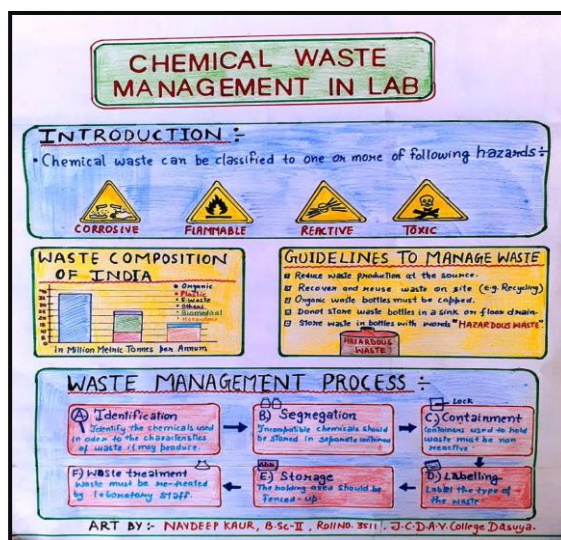 CHEMICAL WASTE
MANAGEMENT IN LAB
INTRODUCTION :-
• Chemical waste can be classified to one or more of following hazards :-
CORROSIVE
FLAMMABLE
REACTIVE
TOXIC
WASTE COMPOSITION
OF INDIA
• Organic
• Plastic
• E-waste
• Others
• Biomedical
• Hazardous
in Million Metric Tonnes per Annum
GUIDELINES TO MANAGE WASTE
Reduce waste production at the source.
Recover and reuse waste on site (e.g. Recycling)
Organic waste bottles must be capped.
Donot store waste bottles in a sink or floor drain.
Store waste in bottles with words "HAZARDOUS WASTE".
HAZARDOUS
WASTE
WASTE MANAGEMENT PROCESS :-
A) Identification
Identify the chemicals used
in order to the characteristics
of waste it may produce.
B) Segregation
Incompatible chemicals should
be stored in separate
Lock
C.) Containment
used to hold
waste must be non
reactive.
D.) Labelling
Label the type of
the waste.
E.) Storage
The holding area should be
fenced-up.
F) Waste treatment
Waste must be
by laboratory staff.
ART BY :- NAVDEEP KAUR, B.Sc-II, Roll No. 3511. J.C.D.A.V. College Dasuya.